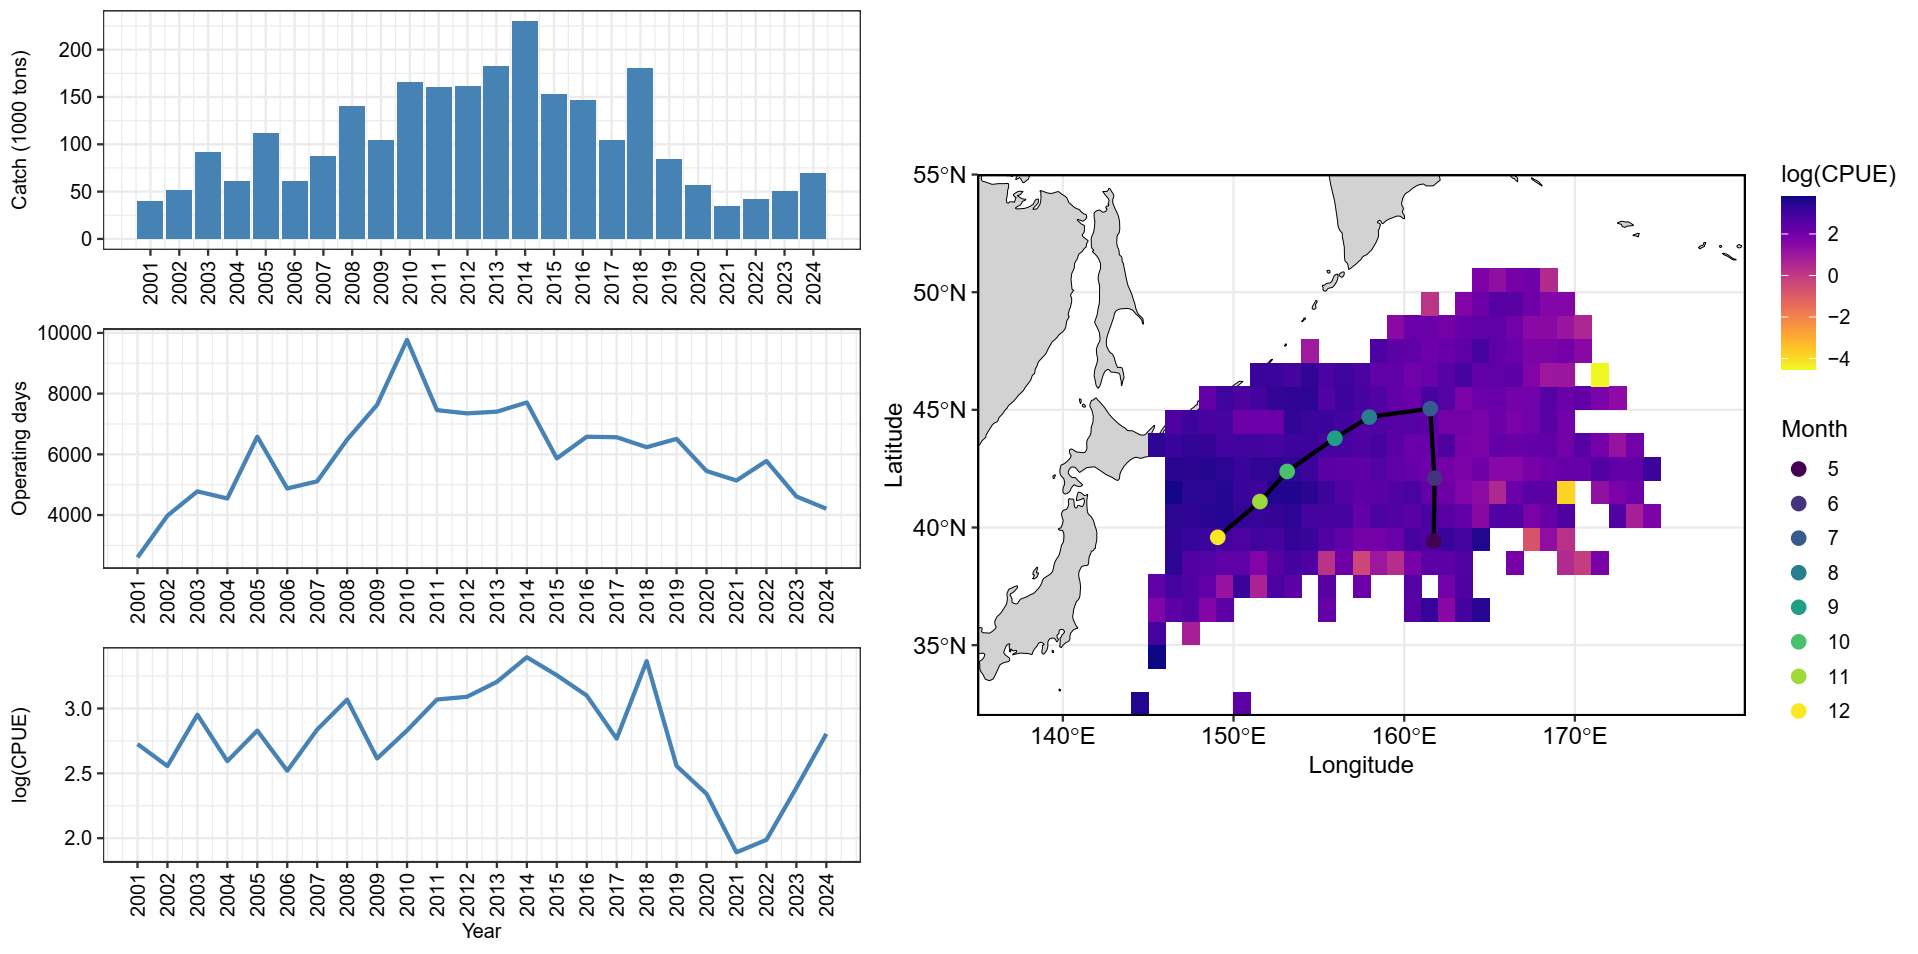 Catch (1000 tons)
200
150
100
50
0
2001 2002 2003 2004 2005 2006 2007 2008 2009 2010 2011 2012 2013 2014 2015 2016 2017 2018 2019 2020 2021 2022 2023 2024
Operating days
10000
8000
6000
4000
2001 2002 2003 2004 2005 2006 2007 2008 2009 2010 2011 2012 2013 2014 2015 2016 2017 2018 2019 2020 2021 2022 2023 2024
log(CPUE)
3.0
2.5
2.0
2001 2002 2003 2004 2005 2006 2007 2008 2009 2010 2011 2012 2013 2014 2015 2016 2017 2018 2019 2020 2021 2022 2023 2024
Year
Latitude
55°N
50°N
45°N
40°N
35°N
140°E 150°E 160°E 170°E
Longitude
log(CPUE)
2
0
−2
−4
Month
5
6
7
8
9
10
11
12